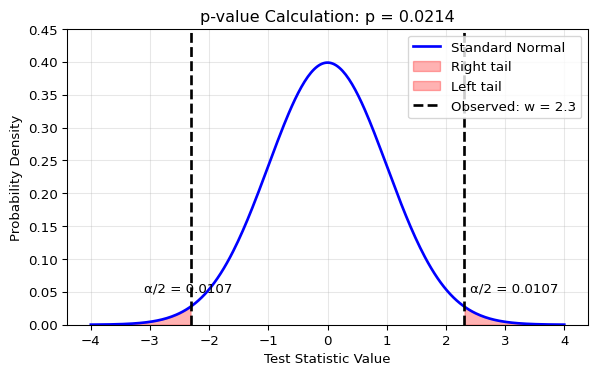 p-value Calculation: p = 0.0214
Probability Density
0.45
0.40
0.35
0.30
0.25
0.20
0.15
0.10
0.05
0.00
Standard Normal
Right tail
Left tail
Observed: w = 2.3
α/2 = 0.0107
α/2 = 0.0107
−4 −3 −2 −1 0 1 2 3 4
Test Statistic Value